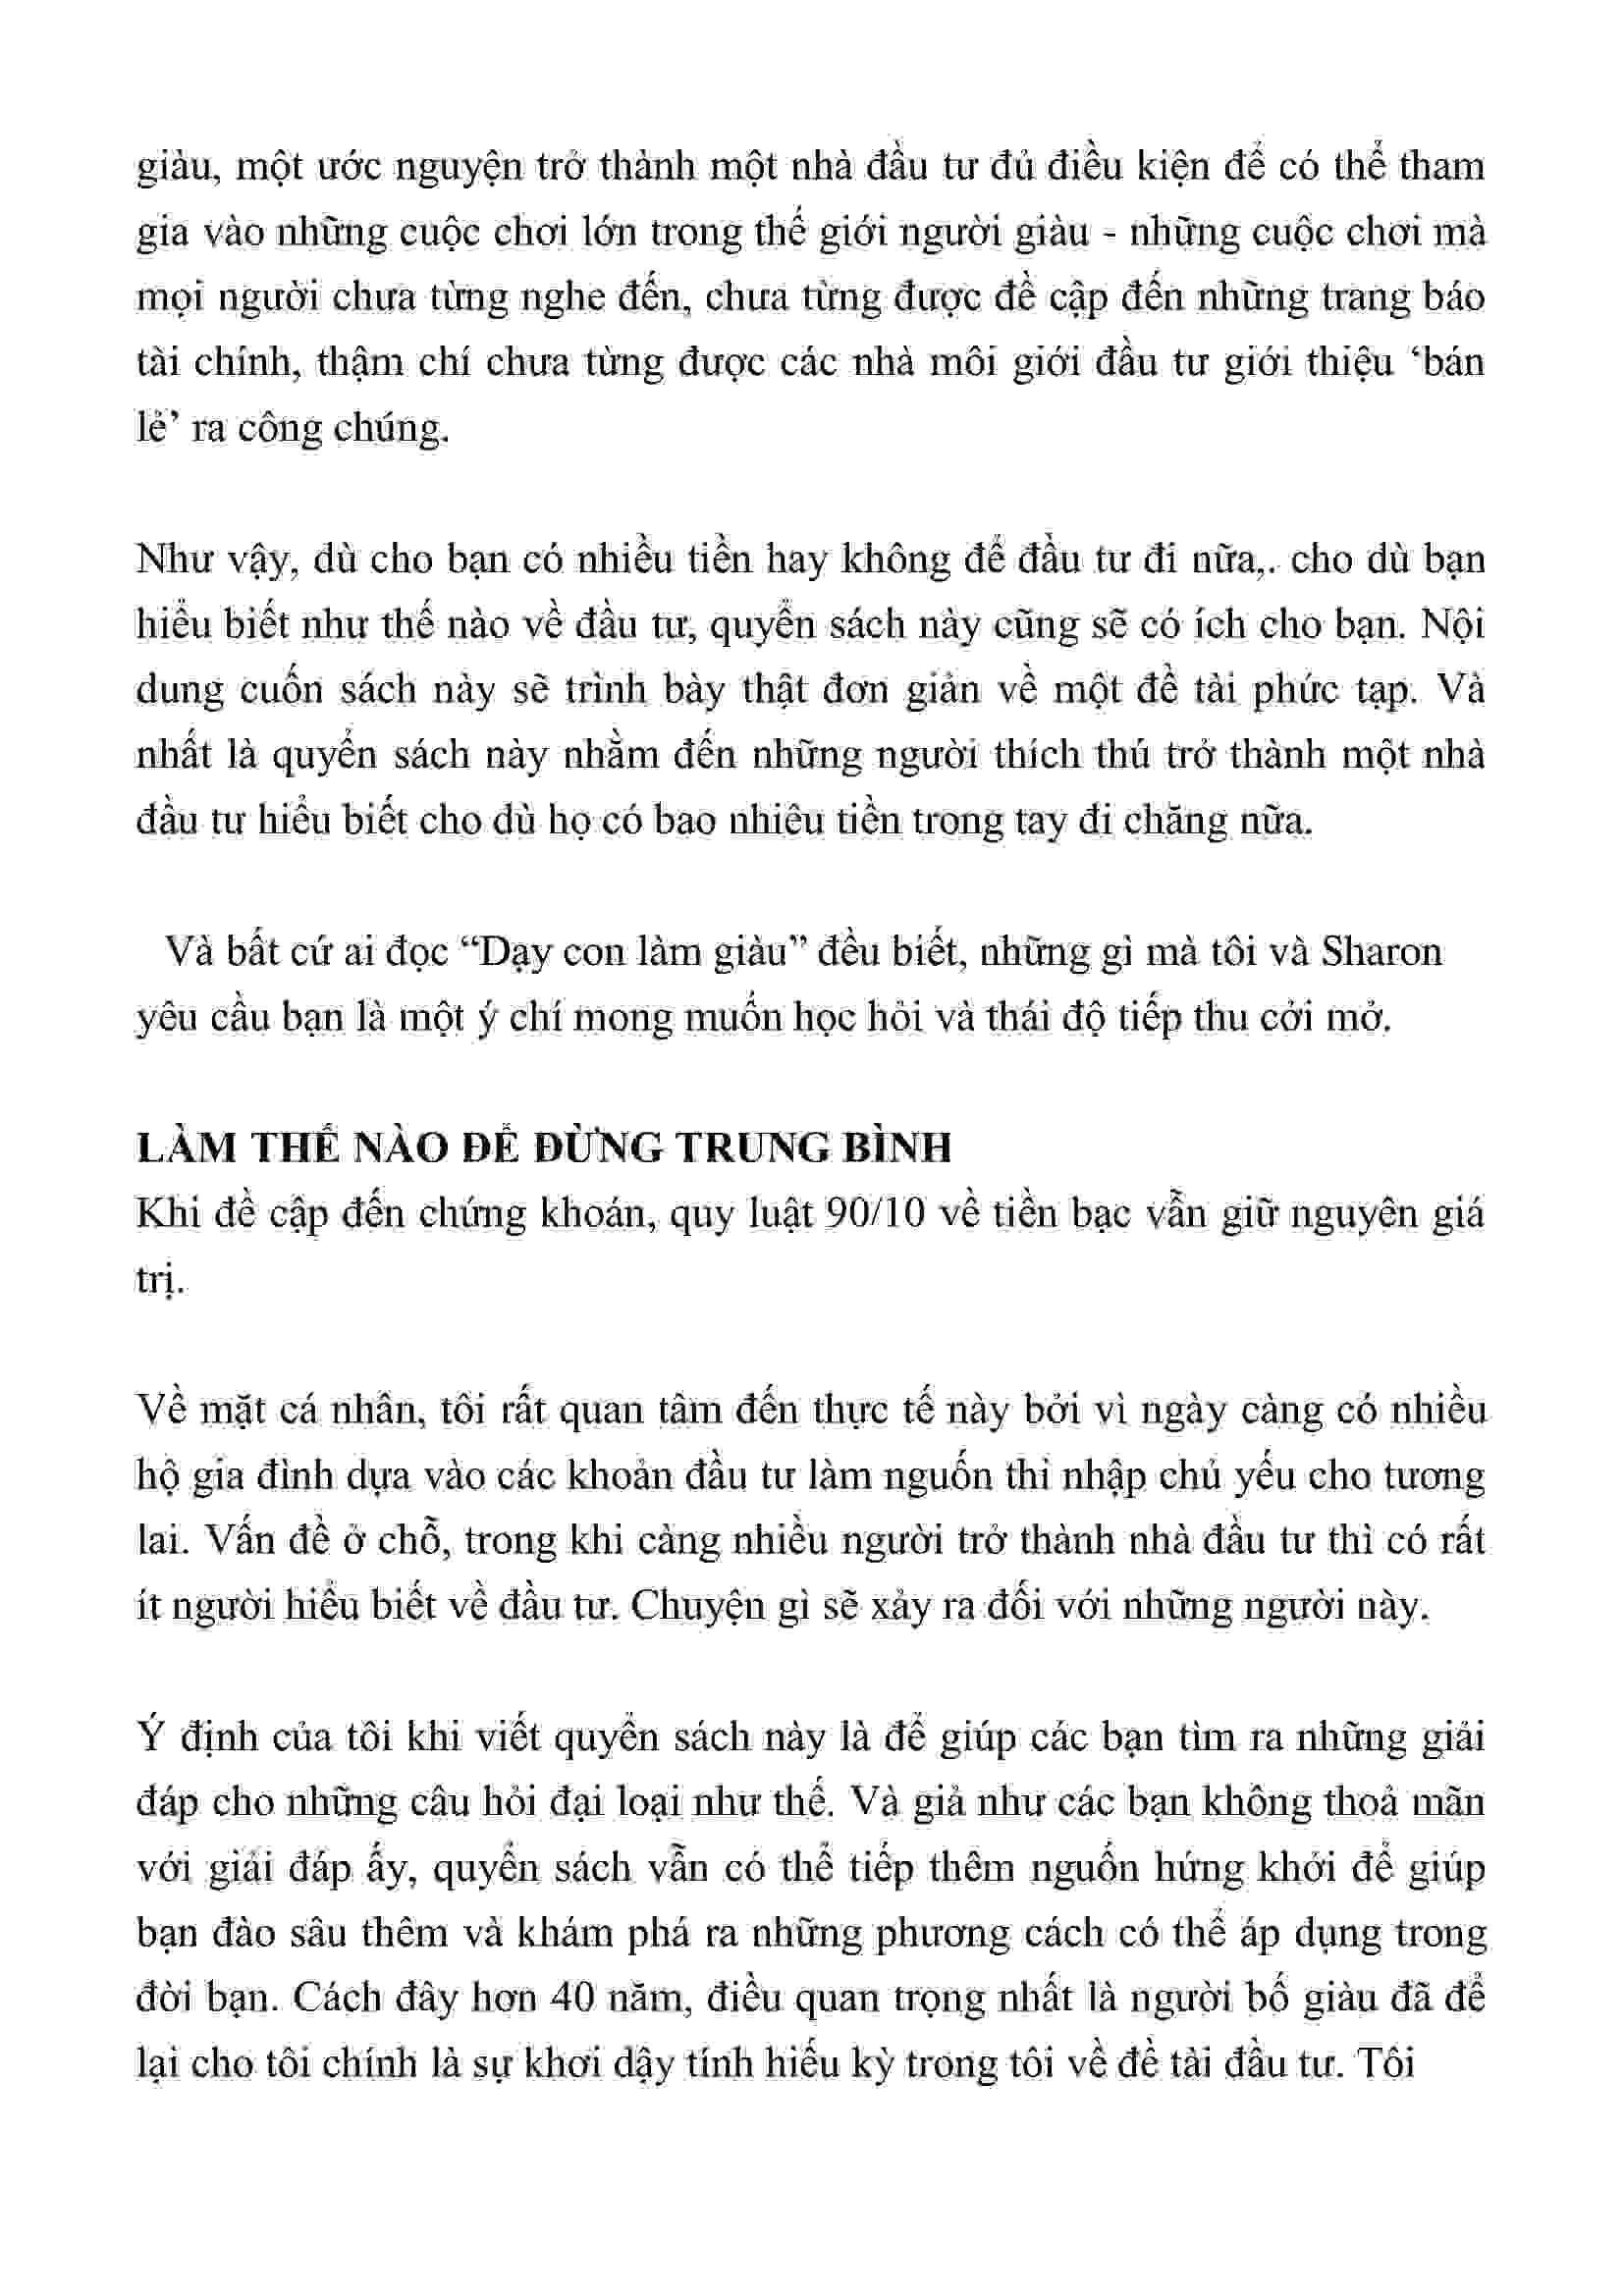 giàu, một ước nguyện trở thành một nhà đầu tư đủ điều kiện để có thể tham
gia vào những cuộc chơi lớn trong thế giới người giàu - những cuộc chơi mà
mọi người chưa từng nghe đến, chưa từng được đề cập đến những trang báo
tài chính, thậm chí chưa từng được các nhà môi giới đầu tư giới thiệu ‘bán
lẻ’ ra công chúng.
Như vậy, dù cho bạn có nhiều tiền hay không để đầu tư đi nữa,. cho dù bạn
hiểu biết như thế nào về đầu tư, quyển sách này cũng sẽ có ích cho bạn. Nội
dung cuốn sách này sẽ trình bày thật đơn giản về một đề tài phức tạp. Và
nhất là quyển sách này nhằm đến những người thích thú trở thành một nhà
đầu tư hiểu biết cho dù họ có bao nhiêu tiền trong tay đi chăng nữa.
Và bất cứ ai đọc “Dạy con làm giàu” đều biết, những gì mà tôi và Sharon
yêu cầu bạn là một ý chí mong muốn học hỏi và thái độ tiếp thu cởi mở.
LÀM THẾ NÀO ĐỂ ĐỪNG TRUNG BÌNH
Khi đề cập đến chứng khoán, quy luật 90/10 về tiền bạc vẫn giữ nguyên giá
trị.
Về mặt cá nhân, tôi rất quan tâm đến thực tế này bởi vì ngày càng có nhiều
hộ gia đình dựa vào các khoản đầu tư làm nguồn thi nhập chủ yếu cho tương
lai. Vấn đề ở chỗ, trong khi càng nhiều người trở thành nhà đầu tư thì có rất
ít người hiểu biết về đầu tư. Chuyện gì sẽ xảy ra đối với những người này.
Ý định của tôi khi viết quyển sách này là để giúp các bạn tìm ra những giải
đáp cho những câu hỏi đại loại như thế. Và giả như các bạn không thoả mãn
với giải đáp ấy, quyển sách vẫn có thể tiếp thêm nguồn hứng khởi để giúp
bạn đào sâu thêm và khám phá ra những phương cách có thể áp dụng trong
đời bạn. Cách đây hơn 40 năm, điều quan trọng nhất là người bố giàu đã để
lại cho tôi chính là sự khơi dậy tính hiếu kỳ trong tôi về đề tài đầu tư. Tôi